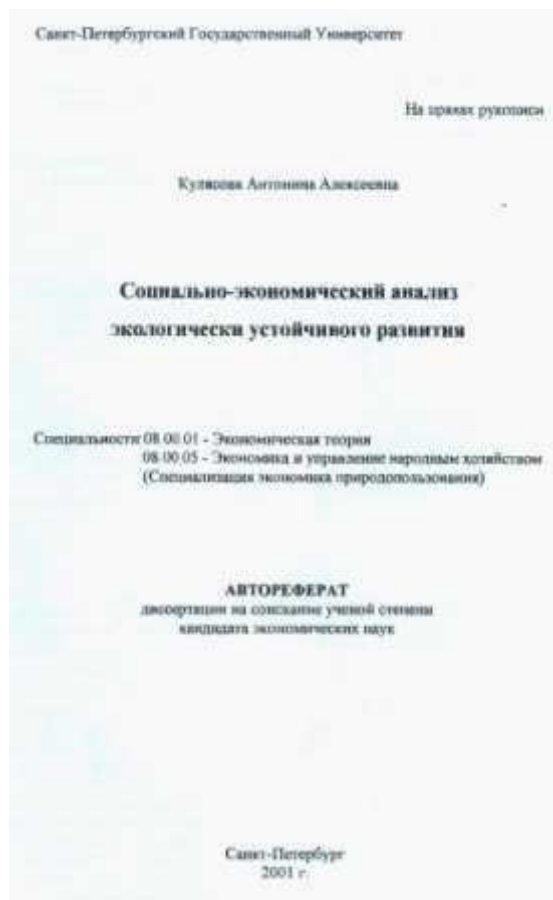 Санкт-Петербургский Государственный Университет
На правах рукописи
Кулясова Антонина Алексеевна
Социально-экономический анализ
экологически устойчивого развития
Специальности 08.00.01 - Экономическая теория
08.00.05 - Экономика и управление народным хозяйством
(Специализация экономика природопользования)
АВТОРЕФЕРАТ
диссертации на соискание ученой степени
кандидата экономических наук
Санкт-Петербург
2001 г.